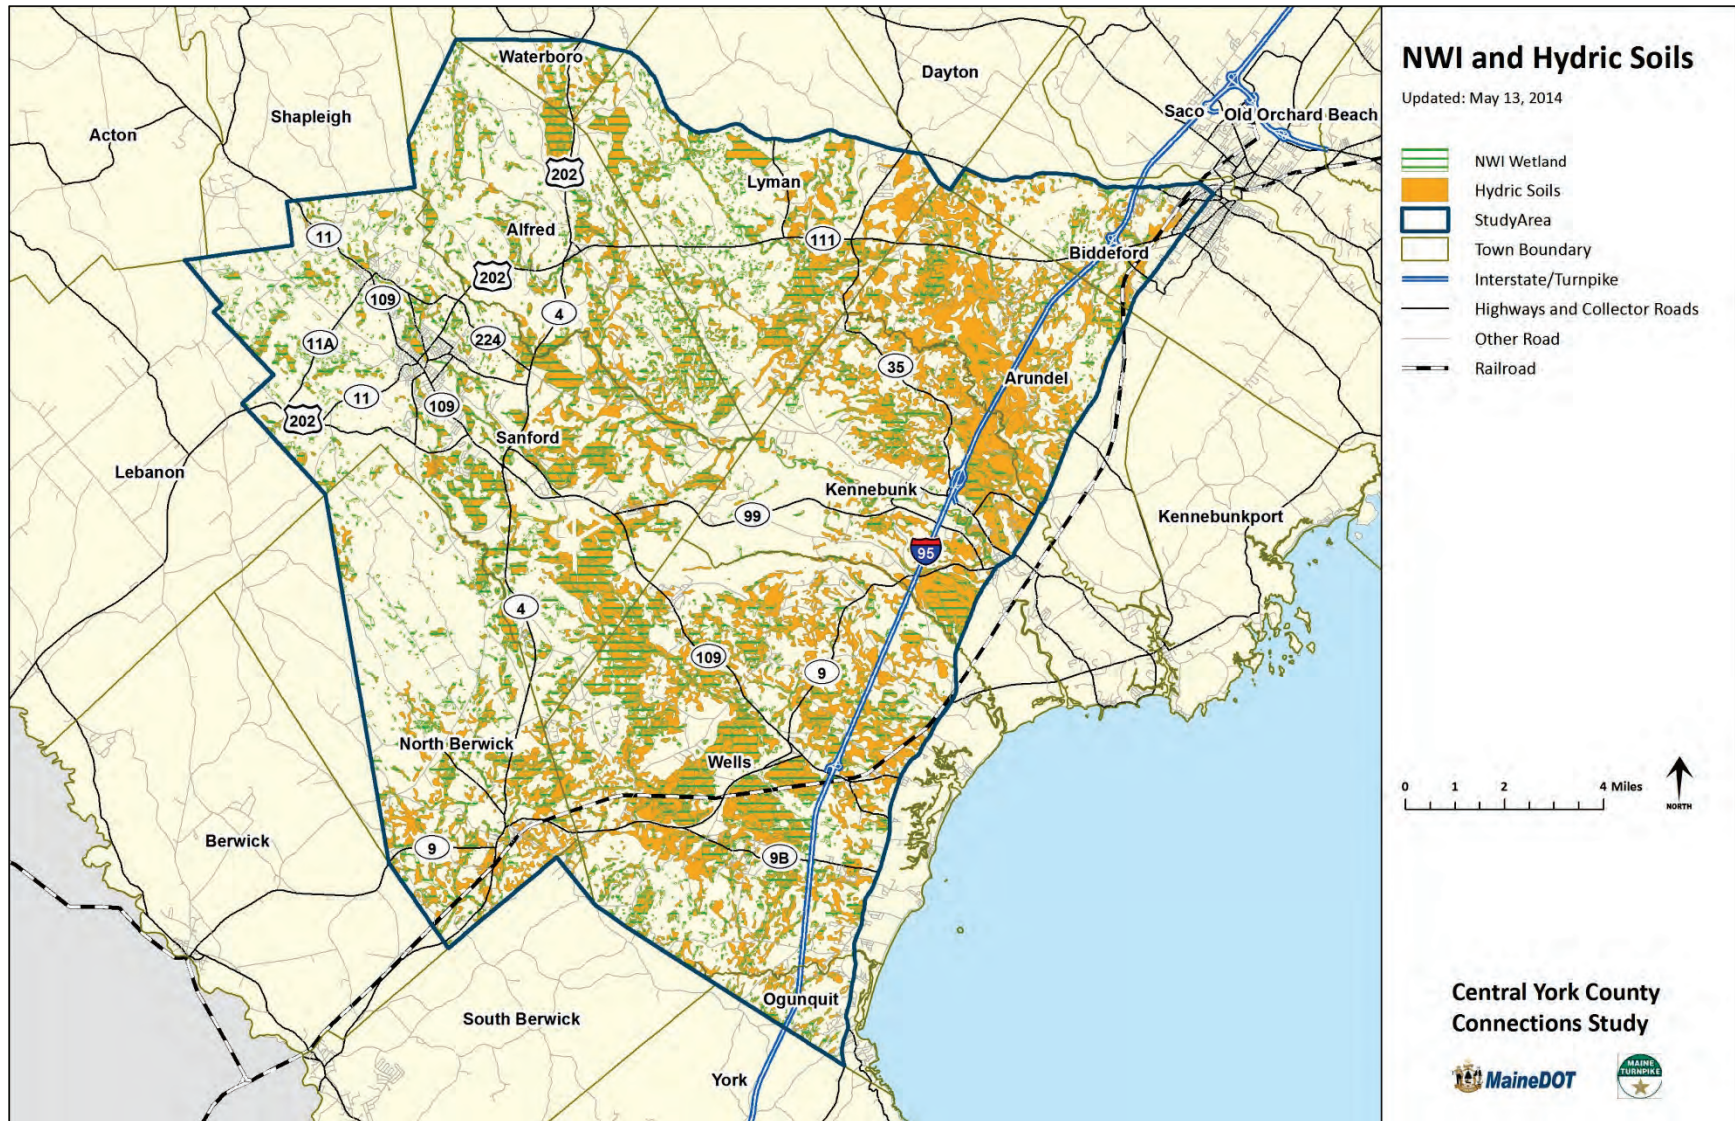 NWI and Hydric Soils
Updated: May 13, 2014
NWI Wetland
Hydric Soils
StudyArea
Town Boundary
Interstate/Turnpike
Highways and Collector Roads
Other Road
Railroad
0 1 2 4 Miles
NORTH
Central York County
Connections Study
MaineDOT
MAINE
TURNPIKE
Waterboro
Dayton
Shapleigh
Acton
Saco
Old Orchard Beach
202
Lyman
Alfred
11
111
Biddeford
202
109
4
224
11A
35
Arundel
11
109
202
Sanford
Lebanon
Kennebunk
99
Kennebunkport
95
4
109
9
North Berwick
Wells
Berwick
9
9B
Ogunquit
South Berwick
York